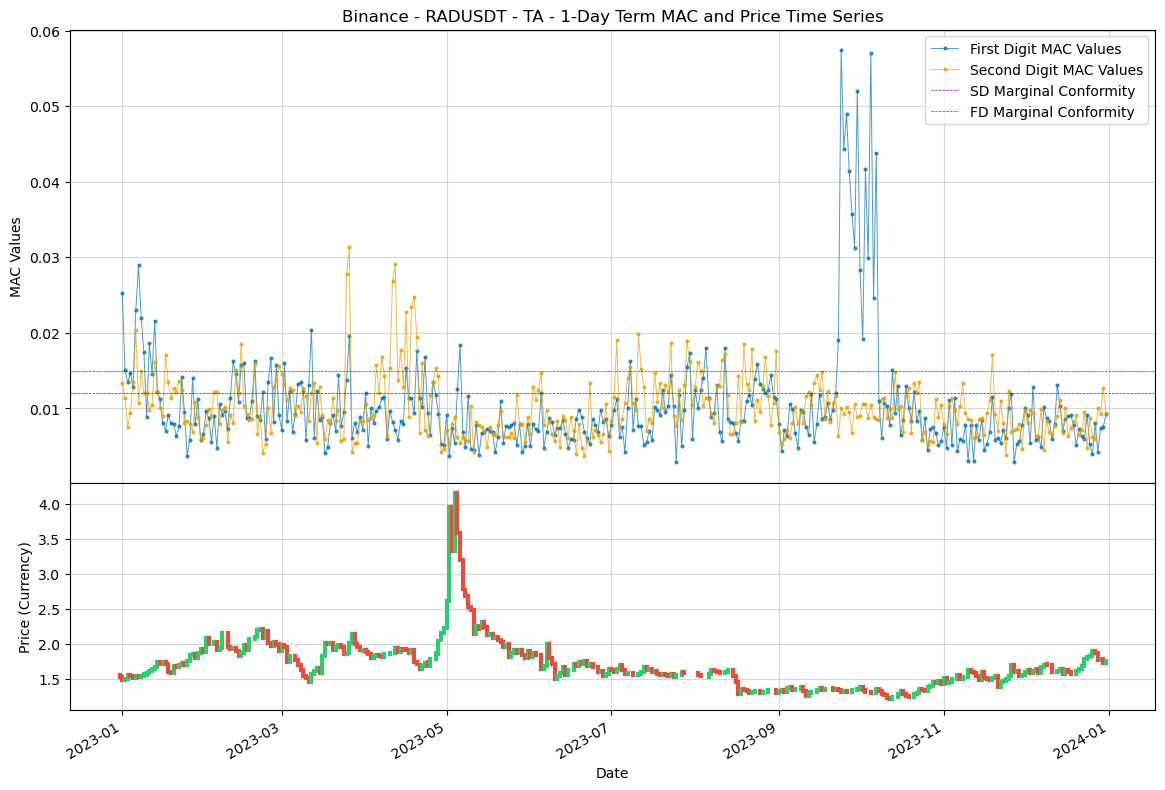 Binance - RADUSDT - TA - 1-Day Term MAC and Price Time Series
First Digit MAC Values
Second Digit MAC Values
SD Marginal Conformity
FD Marginal Conformity
MAC Values
0.06
0.05
0.04
0.03
0.02
0.01
Price (Currency)
4.0
3.5
3.0
2.5
2.0
1.5
2023-01
2023-03
2023-05
2023-07
2023-09
2023-11
2024-01
Date